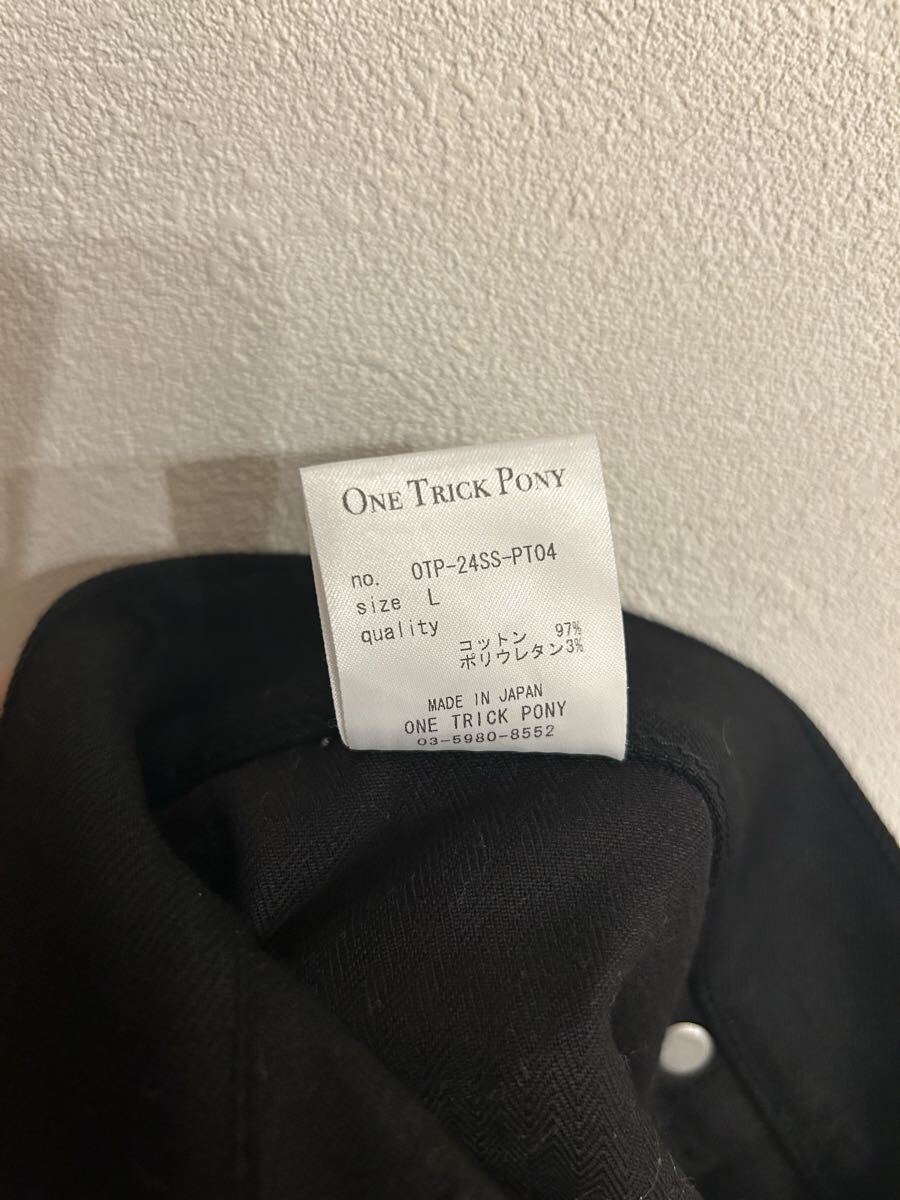 ONE TRICK PONY
no. OTP-24SS-PT04
size L
quality
コットン 97%
ポリウレタン3%
MADE IN JAPAN
ONE TRICK PONY
03-5980-8552